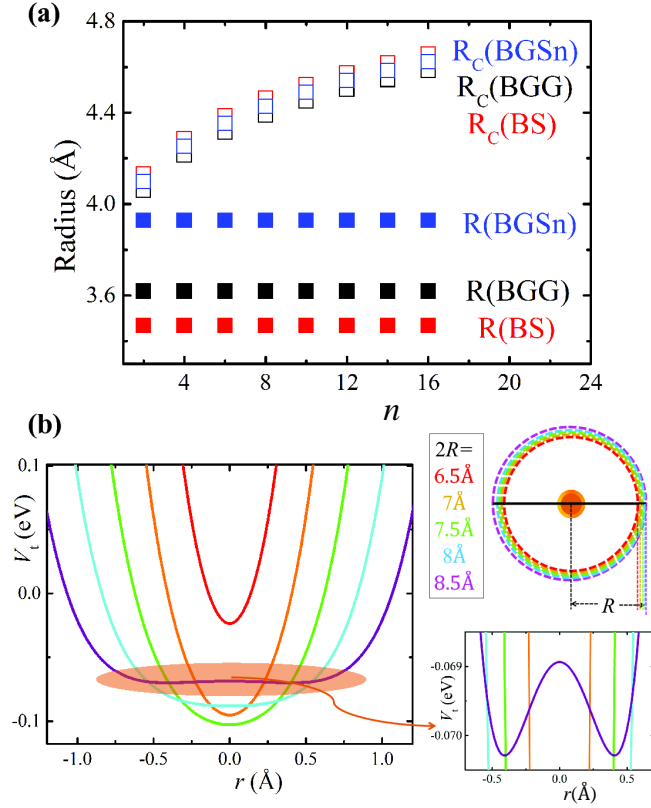 (a)
4.8
4.4
4.0
3.6
Radius (Å)
R_C(BGSn)
R_C(BGG)
R_C(BS)
R(BGSn)
R(BGG)
R(BS)
4 8 12 16 20 24
n
(b)
0.1
0.0
-0.1
V_t (eV)
-1.0 -0.5 0.0 0.5 1.0
r (Å)
2R=
6.5Å
7Å
7.5Å
8Å
8.5Å
R
-0.069
-0.070
V_t (eV)
-0.5 0.0 0.5
r(Å)